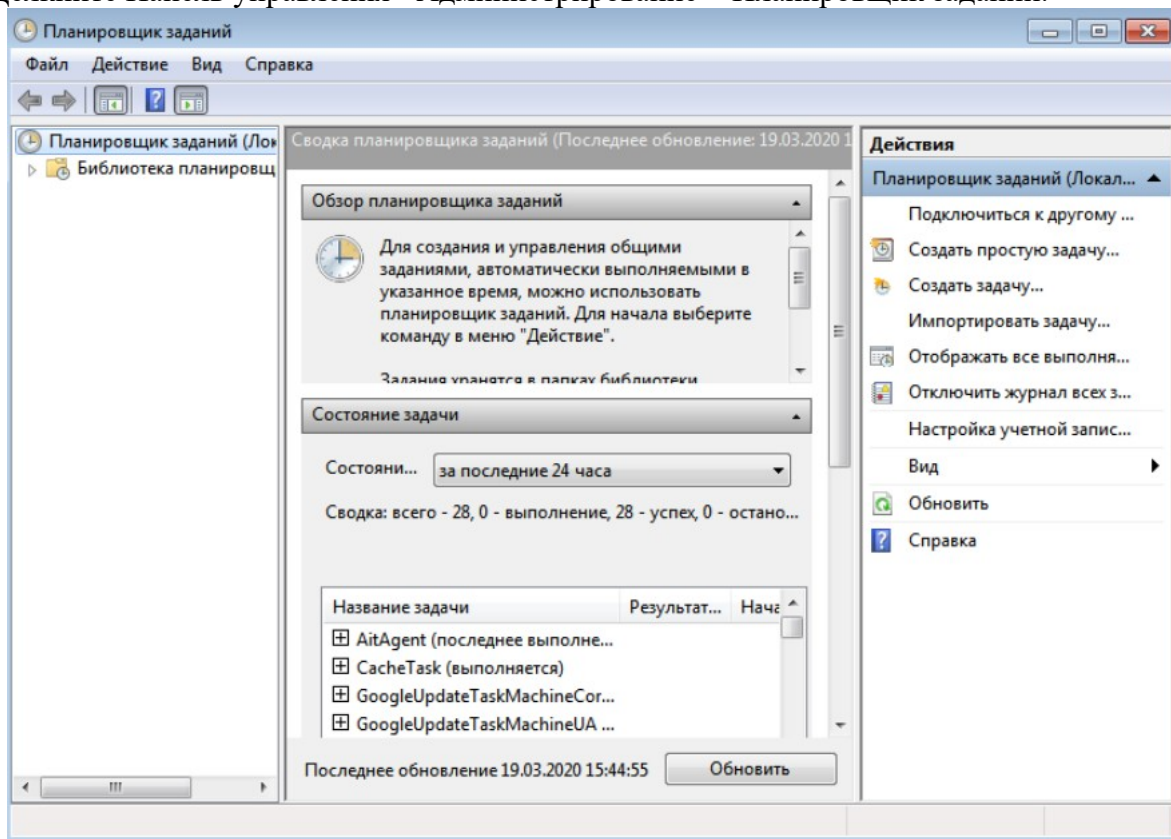 Планировщик заданий
Файл Действие Вид Справка
Планировщик заданий (Лок
Библиотека планировщ
Сводка планировщика заданий (Последнее обновление: 19.03.2020 1
Обзор планировщика заданий
Для создания и управления общими
заданиями, автоматически выполняемыми в
указанное время, можно использовать
планировщик заданий. Для начала выберите
команду в меню "Действие".
Задания хранятся в папках библиотеки
Состояние задачи
Состояни... за последние 24 часа
Сводка: всего - 28, 0 - выполнение, 28 - успех, 0 - остано...
Название задачи Результат... Нача
AitAgent (последнее выполне...
CacheTask (выполняется)
GoogleUpdateTaskMachineCor...
GoogleUpdateTaskMachineUA ...
Последнее обновление 19.03.2020 15:44:55 Обновить
Действия
Планировщик заданий (Локал...
Подключиться к другому ...
Создать простую задачу...
Создать задачу...
Импортировать задачу...
Отображать все выполня...
Отключить журнал всех з...
Настройка учетной запис...
Вид
Обновить
Справка